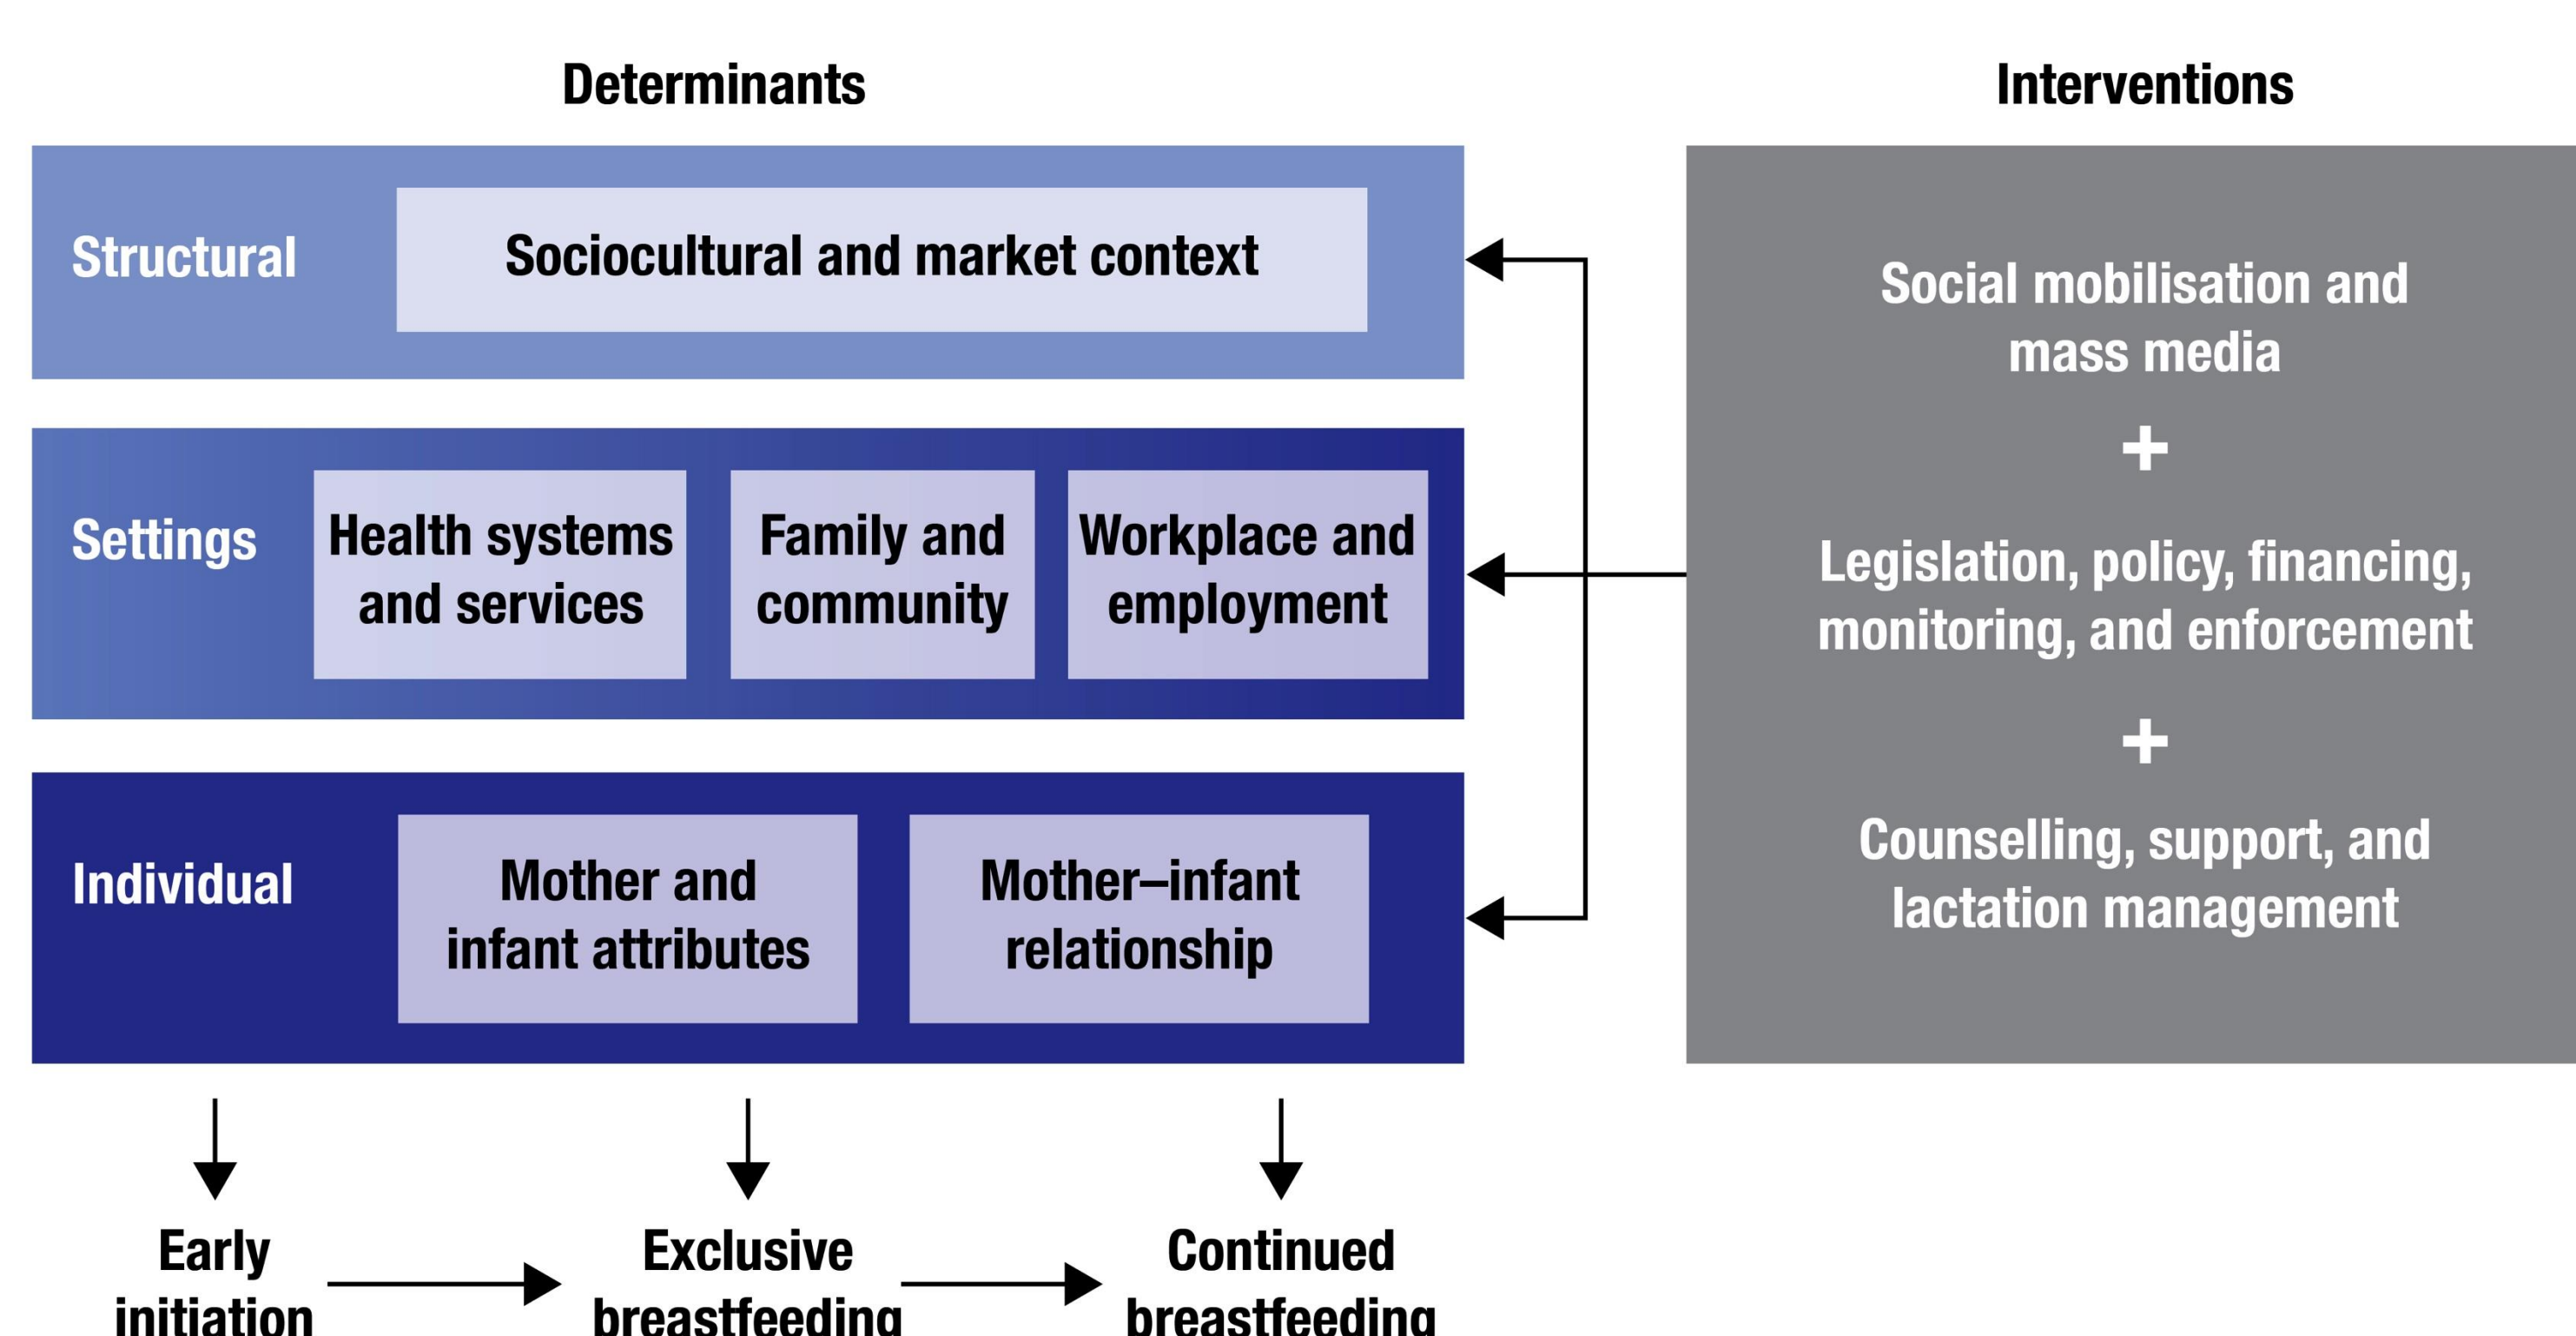 Determinants
Interventions
Structural
Sociocultural and market context
Settings
Health systems
and services
Family and
community
Workplace and
employment
Individual
Mother and
infant attributes
Mother–infant
relationship
Social mobilisation and
mass media
+
Legislation, policy, financing,
monitoring, and enforcement
+
Counselling, support, and
lactation management
Early
initiation
Exclusive
breastfeeding
Continued
breastfeeding